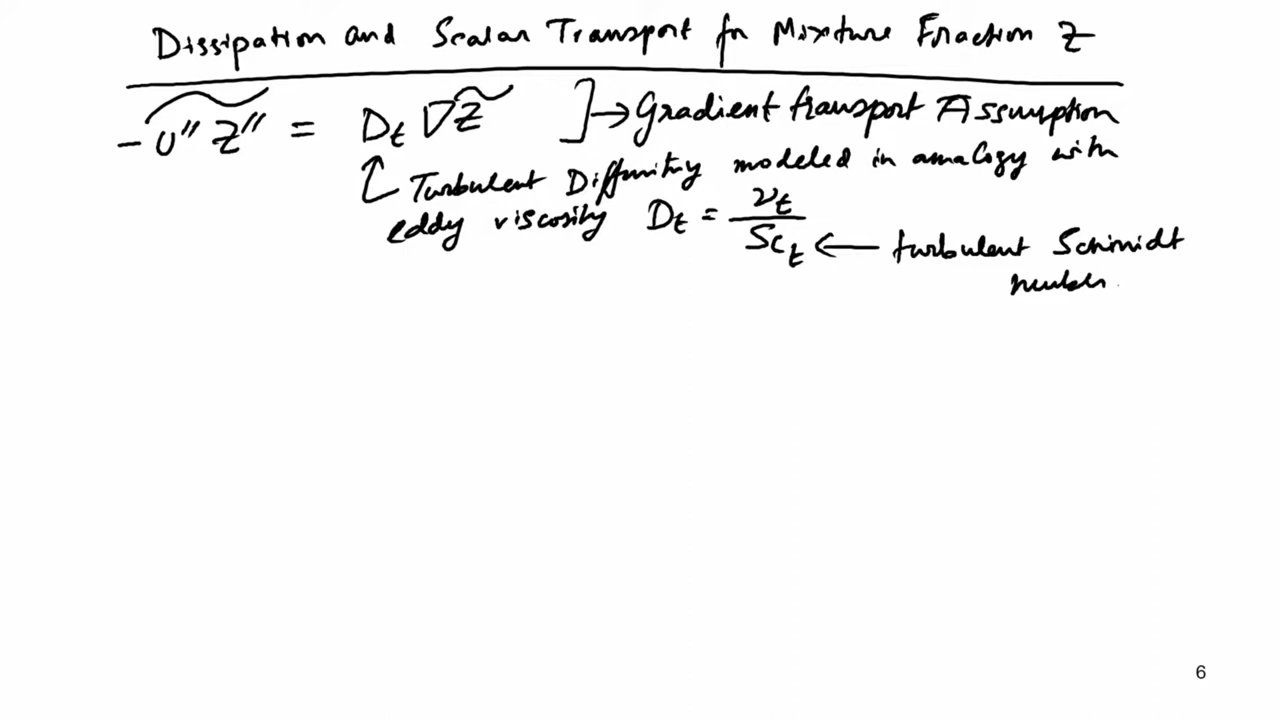 Dissipation and Scalar Transport for Mixture Fraction Z
-u''Z'' = D_t ∇Z̃ ] → Gradient transport Assumption
Turbulent Diffusivity modeled in analogy with
eddy viscosity D_t = ν_t / Sc_t ← turbulent Schimidt
number
6